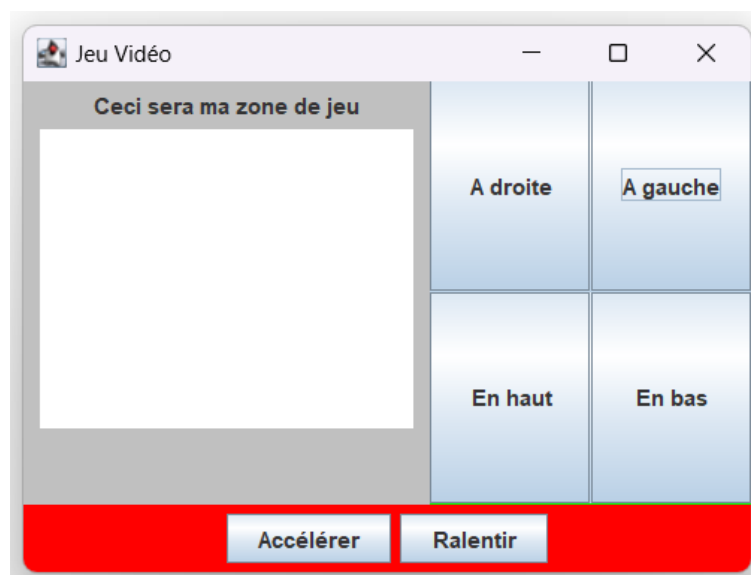 Jeu Vidéo
Ceci sera ma zone de jeu
A droite
A gauche
En haut
En bas
Accélérer
Ralentir